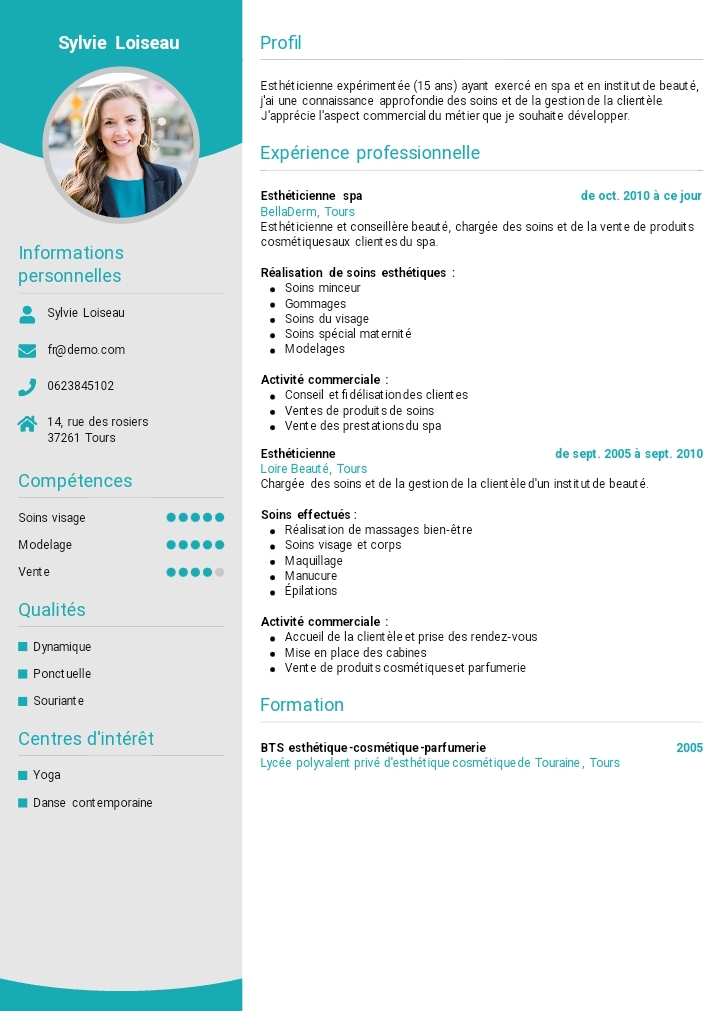 Sylvie Loiseau
Informations
personnelles
Sylvie Loiseau
fr@demo.com
0623845102
14, rue des rosiers
37261 Tours
Compétences
Soins visage
Modelage
Vente
Qualités
Dynamique
Ponctuelle
Souriante
Centres d'intérêt
Yoga
Danse contemporaine
Profil
Esthéticienne expérimentée (15 ans) ayant exercé en spa et en institut de beauté,
j'ai une connaissance approfondie des soins et de la gestion de la clientèle.
J'apprécie l'aspect commercial du métier que je souhaite développer.
Expérience professionnelle
Esthéticienne spa de oct. 2010 à ce jour
BellaDerm, Tours
Esthéticienne et conseillère beauté, chargée des soins et de la vente de produits
cosmétiques aux clientes du spa.
Réalisation de soins esthétiques :
Soins minceur
Gommages
Soins du visage
Soins spécial maternité
Modelages
Activité commerciale :
Conseil et fidélisation des clientes
Ventes de produits de soins
Vente des prestations du spa
Esthéticienne de sept. 2005 à sept. 2010
Loire Beauté, Tours
Chargée des soins et de la gestion de la clientèle d'un institut de beauté.
Soins effectués :
Réalisation de massages bien-être
Soins visage et corps
Maquillage
Manucure
Épilations
Activité commerciale :
Accueil de la clientèle et prise des rendez-vous
Mise en place des cabines
Vente de produits cosmétiques et parfumerie
Formation
BTS esthétique-cosmétique-parfumerie 2005
Lycée polyvalent privé d'esthétique cosmétique de Touraine, Tours